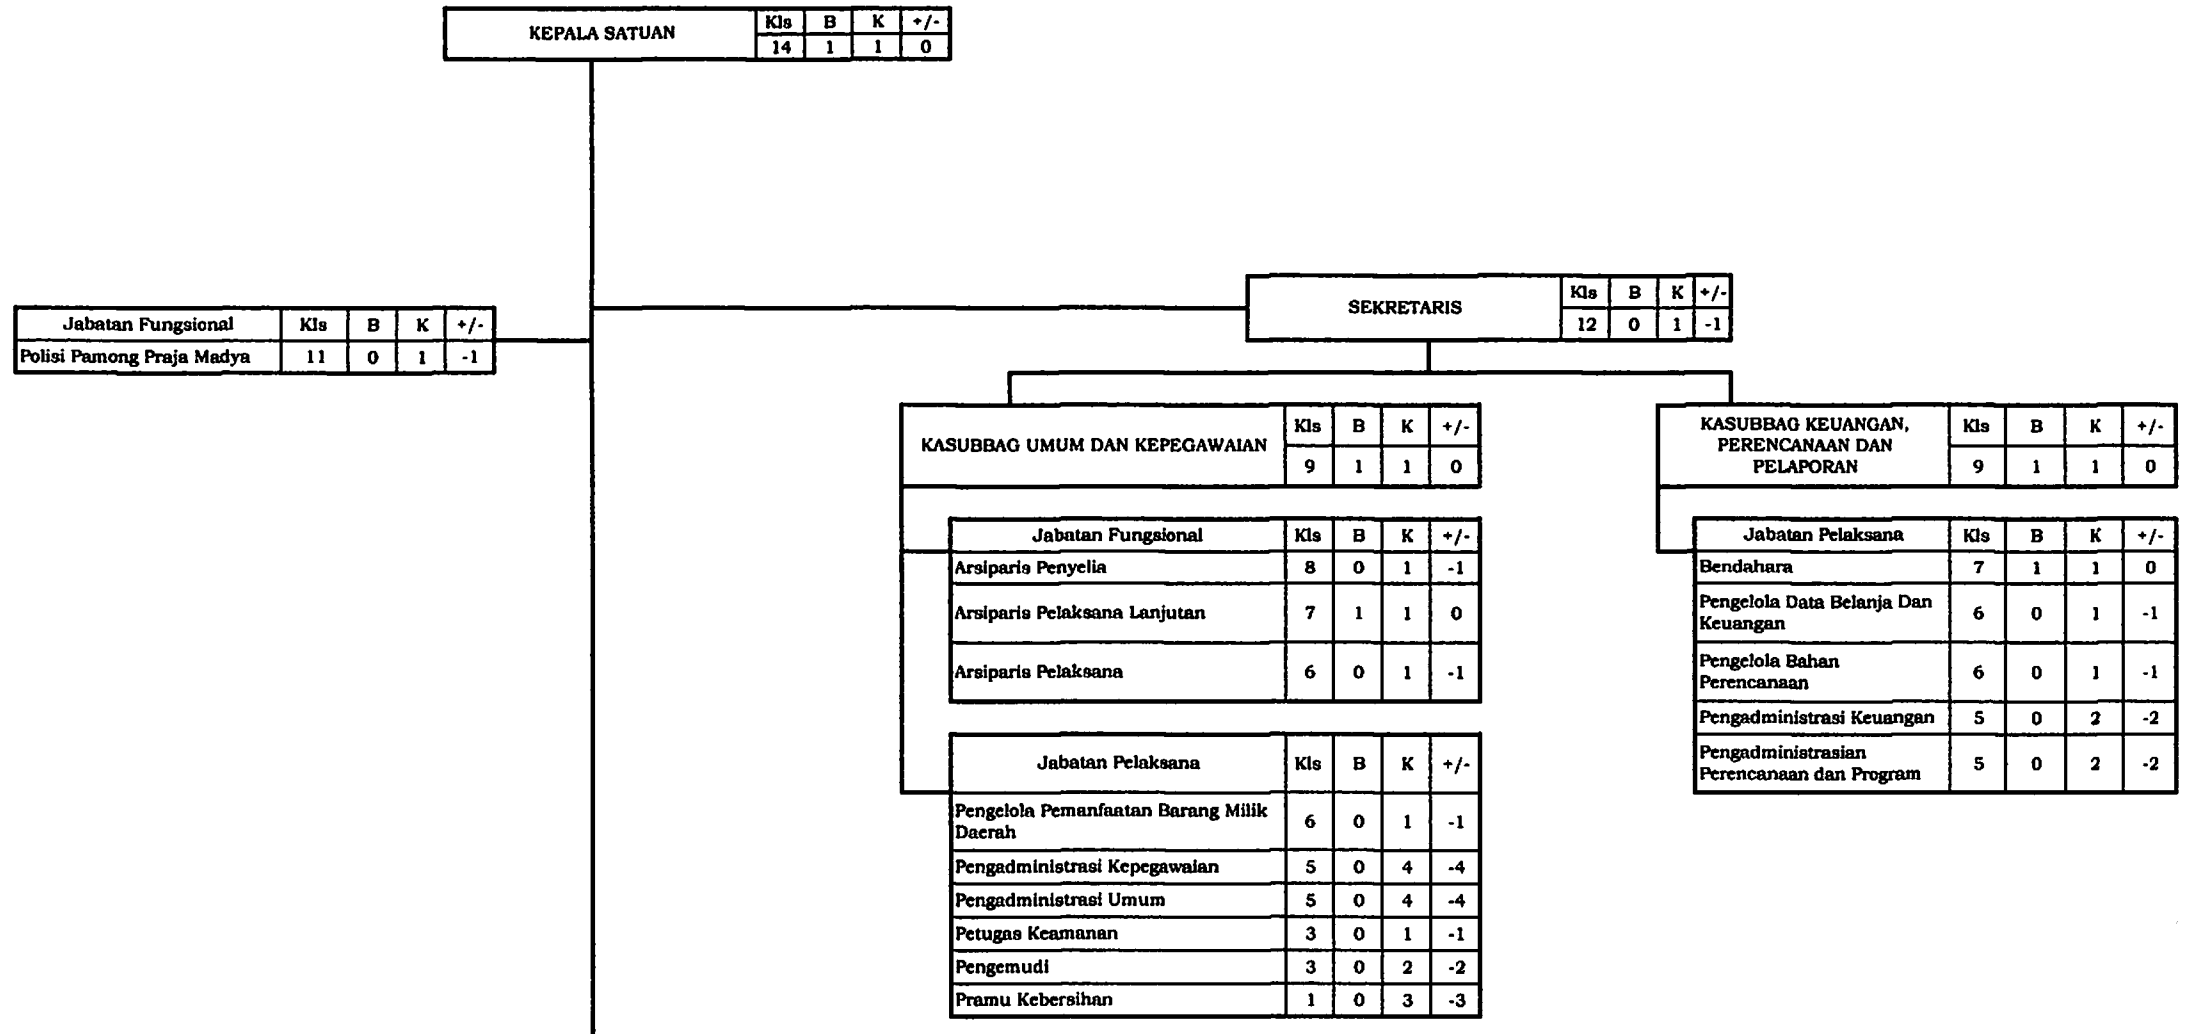 KEPALA SATUAN
Kls B K +/-
14 1 1 0
SEKRETARIS
Kls B K +/-
12 0 1 -1
Jabatan Fungsional Kls B K +/-
Polisi Pamong Praja Madya 11 0 1 -1
KASUBBAG UMUM DAN KEPEGAWAIAN
Kls B K +/-
9 1 1 0
KASUBBAG KEUANGAN,
PERENCANAAN DAN
PELAPORAN
Kls B K +/-
9 1 1 0
Jabatan Fungsional Kls B K +/-
Arsiparis Penyelia 8 0 1 -1
Arsiparis Pelaksana Lanjutan 7 1 1 0
Arsiparis Pelaksana 6 0 1 -1
Jabatan Pelaksana Kls B K +/-
Pengelola Pemanfaatan Barang Milik
Daerah 6 0 1 -1
Pengadministrasi Kepegawaian 5 0 4 -4
Pengadministrasi Umum 5 0 4 -4
Petugas Keamanan 3 0 1 -1
Pengemudi 3 0 2 -2
Pramu Kebersihan 1 0 3 -3
Jabatan Pelaksana Kls B K +/-
Bendahara 7 1 1 0
Pengelola Data Belanja Dan
Keuangan 6 0 1 -1
Pengelola Bahan
Perencanaan 6 0 1 -1
Pengadministrasi Keuangan 5 0 2 -2
Pengadministrasian
Perencanaan dan Program 5 0 2 -2